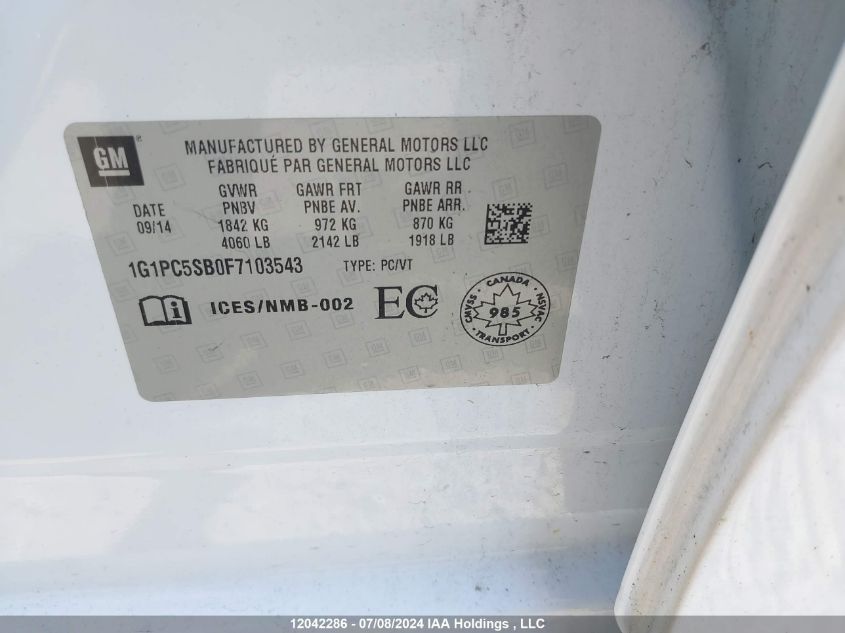 GM
®
MANUFACTURED BY GENERAL MOTORS LLC
FABRIQUÉ PAR GENERAL MOTORS LLC
DATE
09/14
GVWR
PNBV
1842 KG
4060 LB
GAWR FRT
PNBE AV.
972 KG
2142 LB
GAWR RR
PNBE ARR.
870 KG
1918 LB
1G1PC5SB0F7103543 TYPE: PC/VT
i ICES/NMB-002 EC
CANADA
CMVSS 985 NSVAC
TRANSPORT
12042286 - 07/08/2024 IAA Holdings , LLC